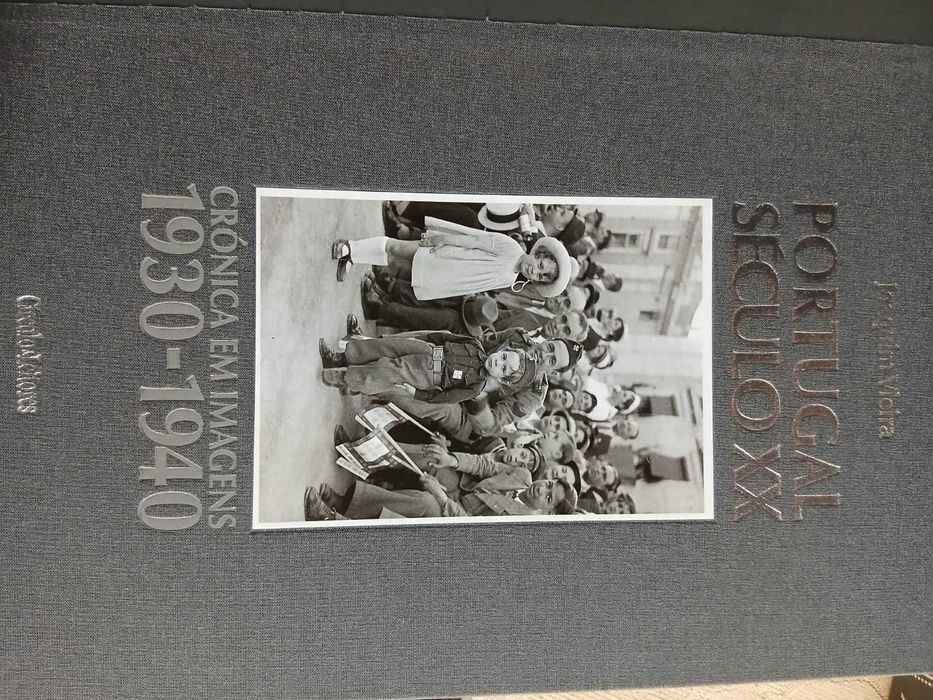 Joaquim Vieira
PORTUGAL
SÉCULO XX
CRÓNICA EM IMAGENS
1930-1940
Círculo de Leitores